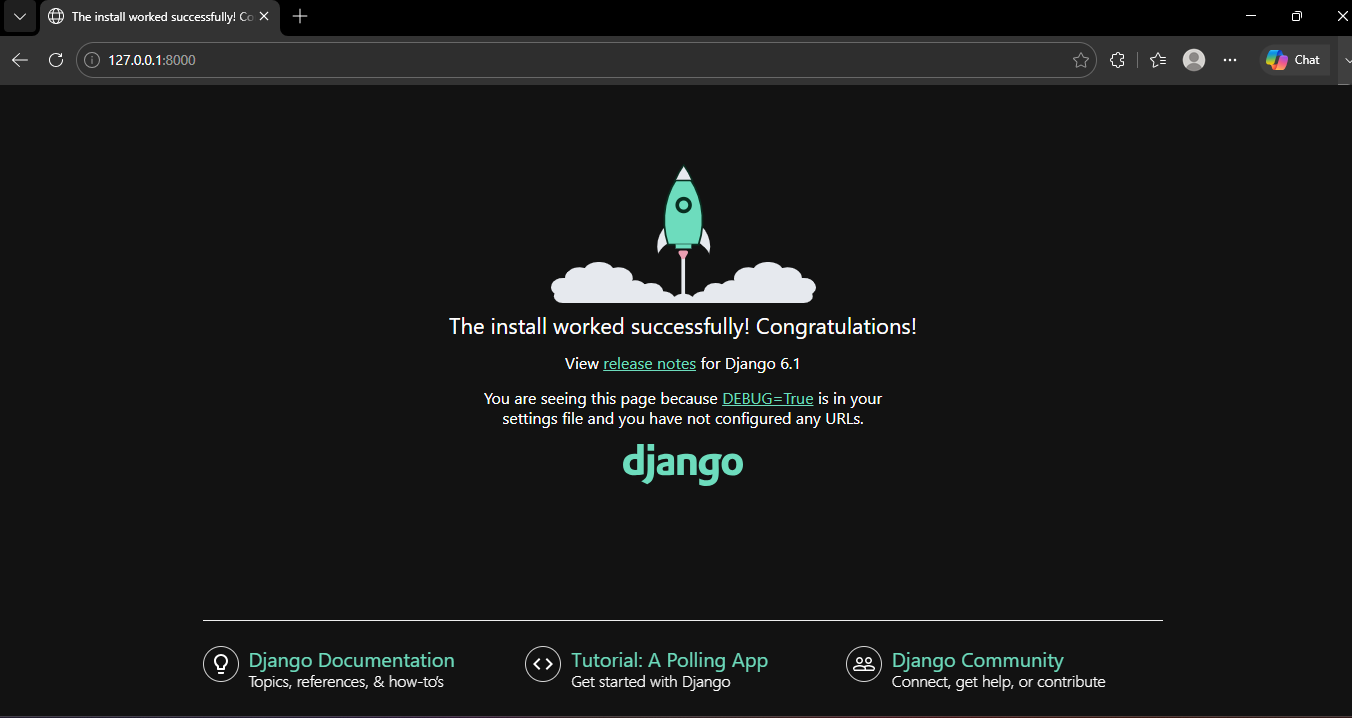 The install worked successfully! Co
127.0.0.1:8000
Chat
The install worked successfully! Congratulations!
View release notes for Django 6.1
You are seeing this page because DEBUG=True is in your
settings file and you have not configured any URLs.
django
Django Documentation
Topics, references, & how-to's
Tutorial: A Polling App
Get started with Django
Django Community
Connect, get help, or contribute